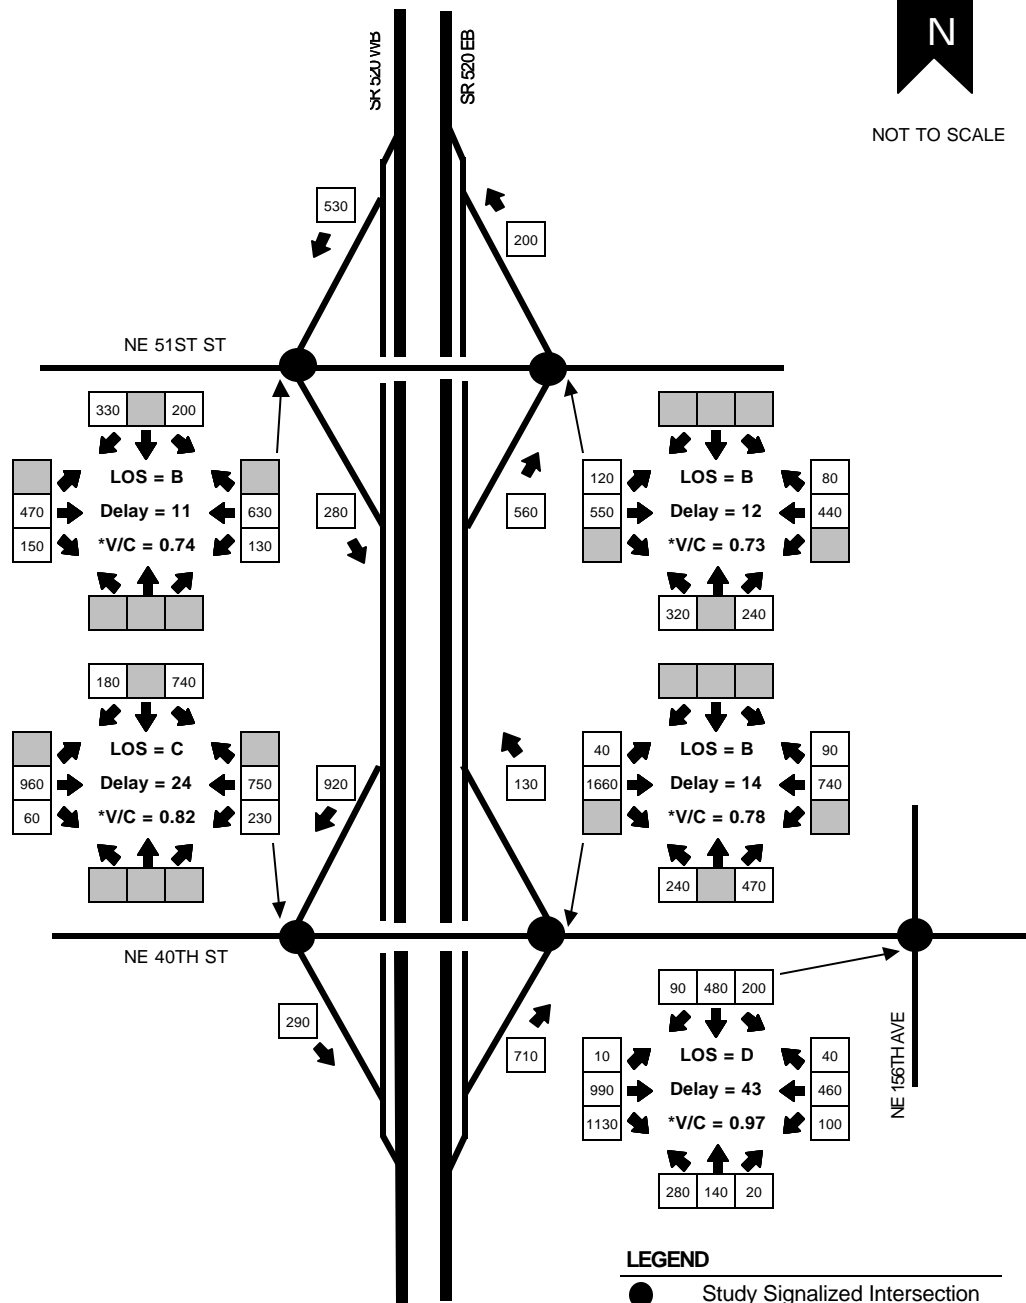 N
NOT TO SCALE
SR 520 WB
SR 520 EB
530
200
NE 51ST ST
330 200
LOS = B
470 Delay = 11 630
150 *V/C = 0.74 130
280
560
120 LOS = B 80
550 Delay = 12 440
*V/C = 0.73
320 240
180 740
LOS = C
960 Delay = 24 750
60 *V/C = 0.82 230
920
130
40 LOS = B 90
1660 Delay = 14 740
*V/C = 0.78
240 470
NE 40TH ST
290
710
90 480 200
10 LOS = D 40
990 Delay = 43 460
1130 *V/C = 0.97 100
280 140 20
NE 156TH AVE
LEGEND
Study Signalized Intersection